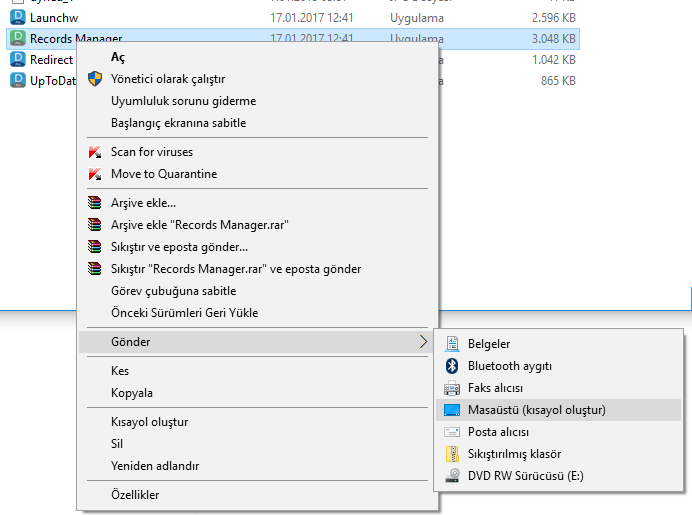 Launchw 17.01.2017 12:41 Uygulama 2.596 KB
Records Manager 17.01.2017 12:41 Uygulama 3.048 KB
Redirect 1.042 KB
UpToDat 865 KB
Aç
Yönetici olarak çalıştır
Uyumluluk sorunu giderme
Başlangıç ekranına sabitle
Scan for viruses
Move to Quarantine
Arşive ekle...
Arşive ekle "Records Manager.rar"
Sıkıştır ve eposta gönder...
Sıkıştır "Records Manager.rar" ve eposta gönder
Görev çubuğuna sabitle
Önceki Sürümleri Geri Yükle
Gönder
Kes
Kopyala
Kısayol oluştur
Sil
Yeniden adlandır
Özellikler
Belgeler
Bluetooth aygıtı
Faks alıcısı
Masaüstü (kısayol oluştur)
Posta alıcısı
Sıkıştırılmış klasör
DVD RW Sürücüsü (E:)